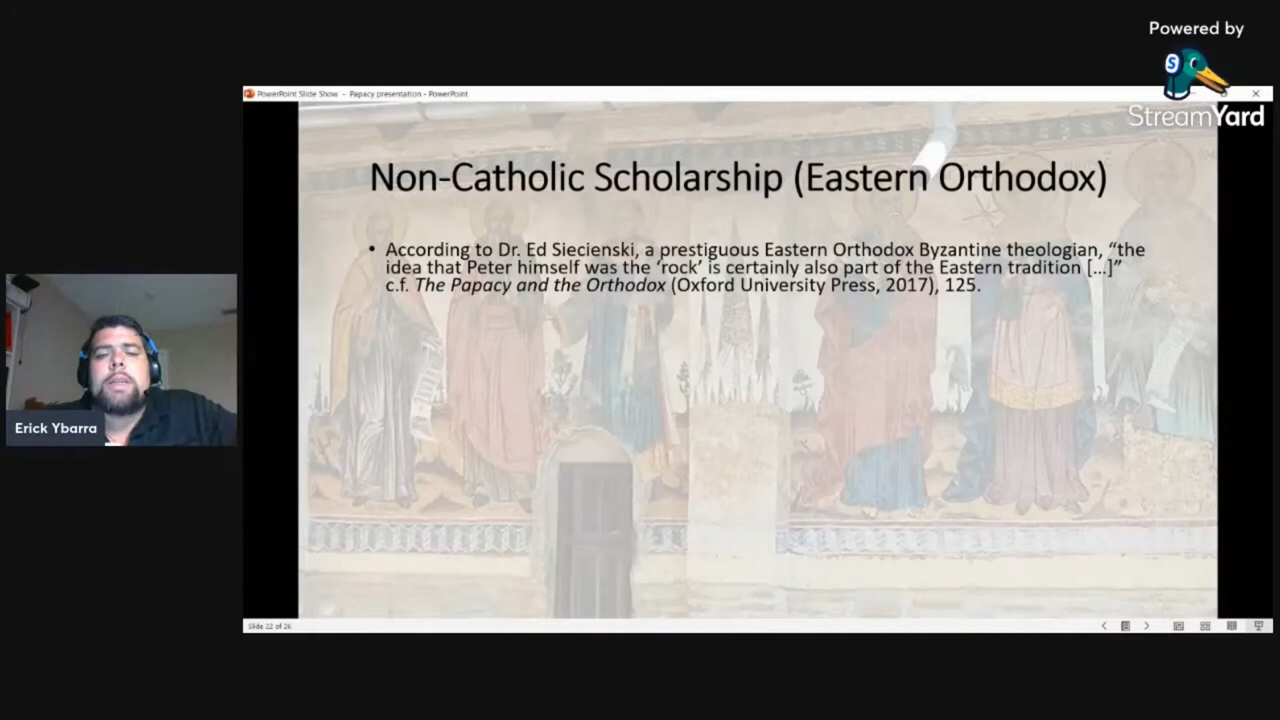 Powered by
StreamYard
PowerPoint Slide Show - Papacy presentation - PowerPoint
Non-Catholic Scholarship (Eastern Orthodox)
• According to Dr. Ed Siecienski, a prestiguous Eastern Orthodox Byzantine theologian, “the
idea that Peter himself was the ‘rock’ is certainly also part of the Eastern tradition [...]”
c.f. The Papacy and the Orthodox (Oxford University Press, 2017), 125.
Erick Ybarra
Slide 22 of 26